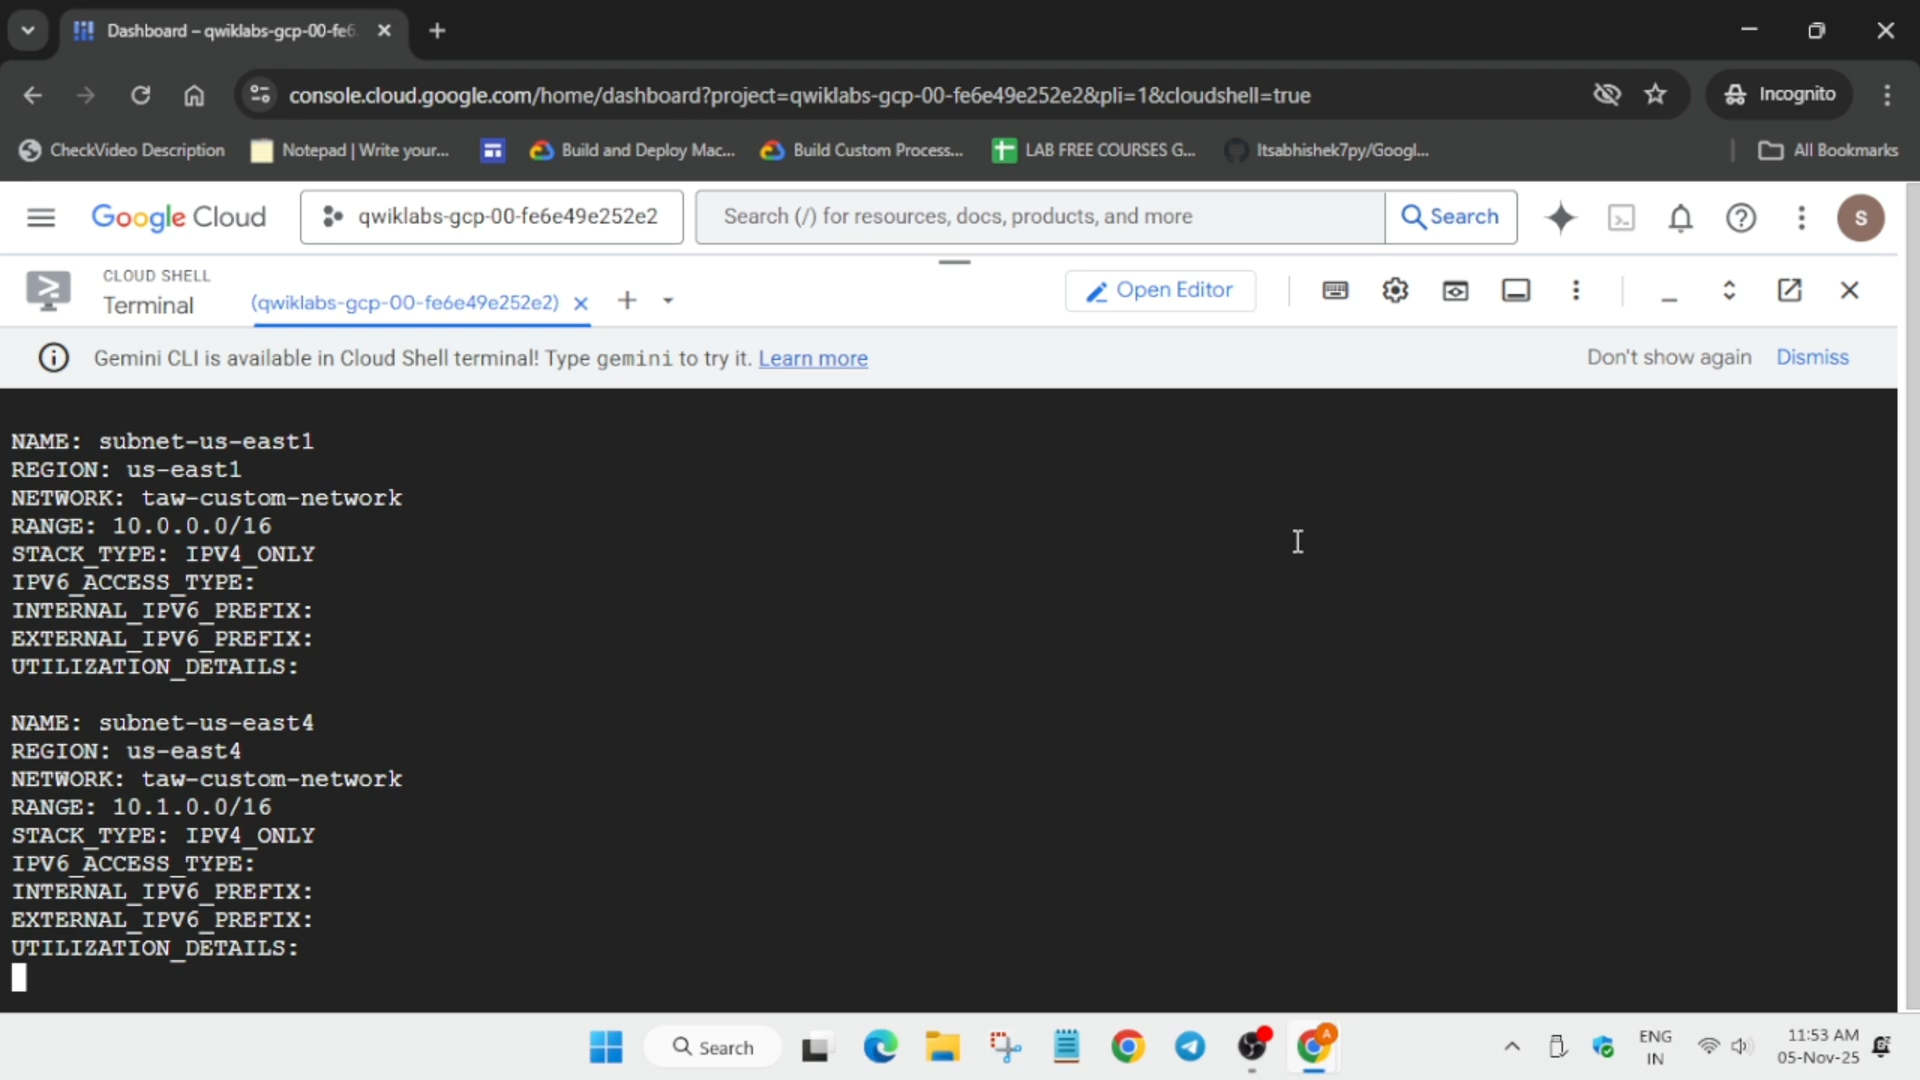 Dashboard – qwiklabs-gcp-00-fe6
console.cloud.google.com/home/dashboard?project=qwiklabs-gcp-00-fe6e49e252e2&pli=1&cloudshell=true
Incognito
CheckVideo Description
Notepad | Write your...
Build and Deploy Mac...
Build Custom Process...
LAB FREE COURSES G...
Itsabhishek7py/Googl...
All Bookmarks
Google Cloud
qwiklabs-gcp-00-fe6e49e252e2
Search (/) for resources, docs, products, and more
Search
S
CLOUD SHELL
Terminal
(qwiklabs-gcp-00-fe6e49e252e2)
Open Editor
Gemini CLI is available in Cloud Shell terminal! Type gemini to try it. Learn more
Don't show again
Dismiss
NAME: subnet-us-east1
REGION: us-east1
NETWORK: taw-custom-network
RANGE: 10.0.0.0/16
STACK_TYPE: IPV4_ONLY
IPV6_ACCESS_TYPE:
INTERNAL_IPV6_PREFIX:
EXTERNAL_IPV6_PREFIX:
UTILIZATION_DETAILS:
NAME: subnet-us-east4
REGION: us-east4
NETWORK: taw-custom-network
RANGE: 10.1.0.0/16
STACK_TYPE: IPV4_ONLY
IPV6_ACCESS_TYPE:
INTERNAL_IPV6_PREFIX:
EXTERNAL_IPV6_PREFIX:
UTILIZATION_DETAILS:
Search
A
ENG
IN
11:53 AM
05-Nov-25